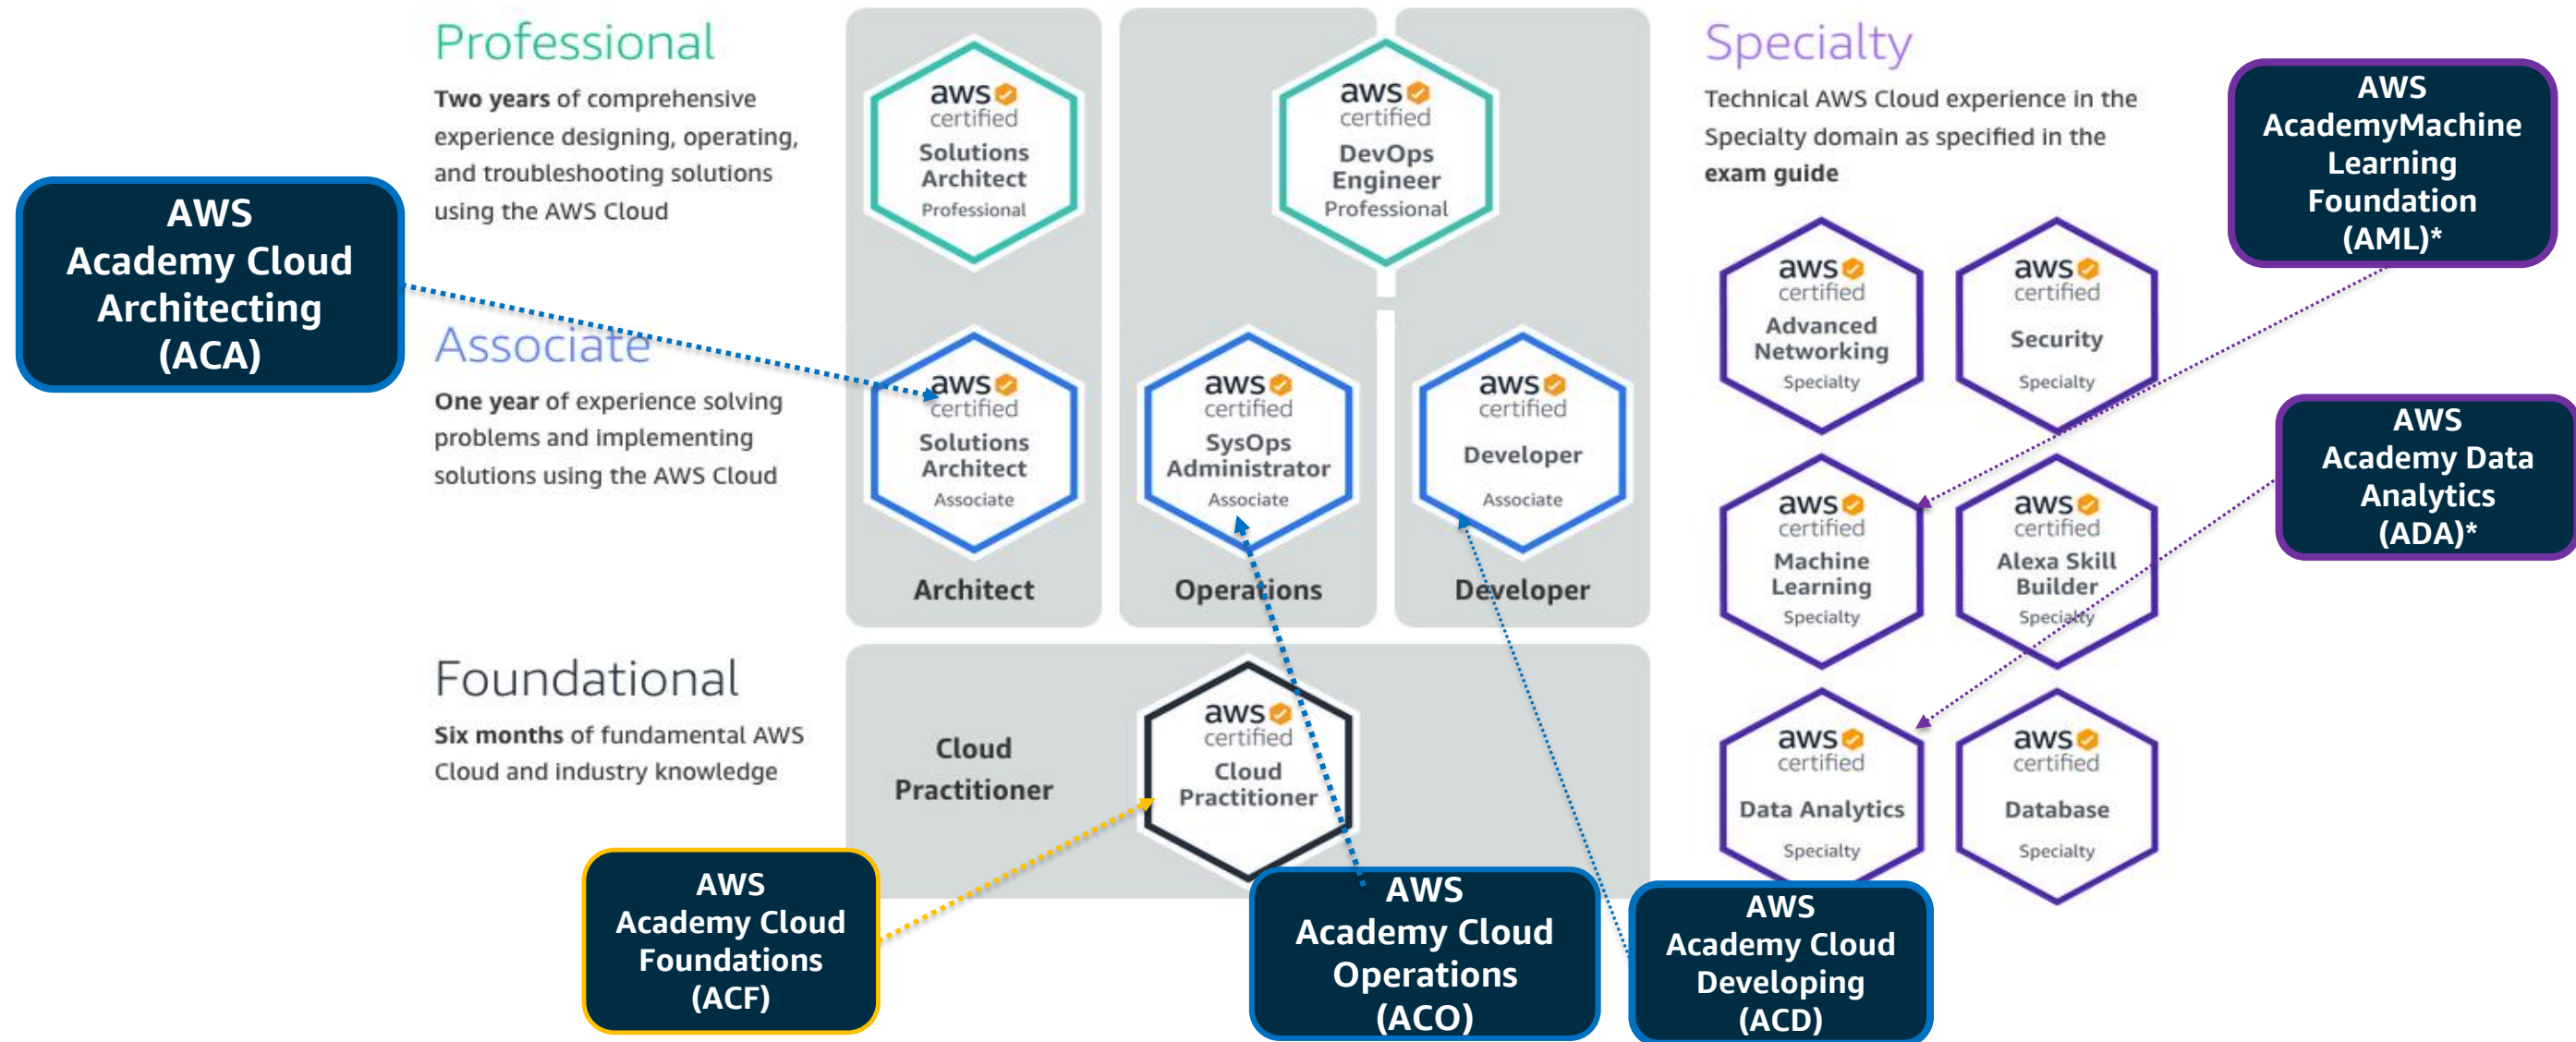 Professional
Two years of comprehensive
experience designing, operating,
and troubleshooting solutions
using the AWS Cloud
AWS
Academy Cloud
Architecting
(ACA)
Associate
One year of experience solving
problems and implementing
solutions using the AWS Cloud
Foundational
Six months of fundamental AWS
Cloud and industry knowledge
aws
certified
Solutions
Architect
Professional
aws
certified
DevOps
Engineer
Professional
aws
certified
Solutions
Architect
Associate
aws
certified
SysOps
Administrator
Associate
aws
certified
Developer
Associate
Architect
Operations
Developer
Cloud
Practitioner
aws
certified
Cloud
Practitioner
AWS
Academy Cloud
Foundations
(ACF)
AWS
Academy Cloud
Operations
(ACO)
AWS
Academy Cloud
Developing
(ACD)
Specialty
Technical AWS Cloud experience in the
Specialty domain as specified in the
exam guide
aws
certified
Advanced
Networking
Specialty
aws
certified
Security
Specialty
aws
certified
Machine
Learning
Specialty
aws
certified
Alexa Skill
Builder
Specialty
aws
certified
Data Analytics
Specialty
aws
certified
Database
Specialty
AWS
AcademyMachine
Learning
Foundation
(AML)*
AWS
Academy Data
Analytics
(ADA)*